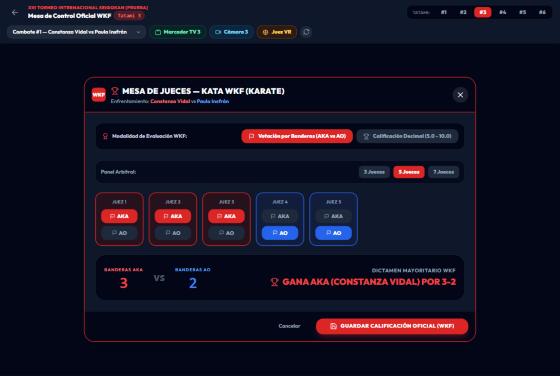 XXI TORNEO INTERNACIONAL SEIBOKAN [PRUEBA]
Mesa de Control Oficial WKF
Tatami 3
TATAMI:
#1
#2
#3
#4
#5
#6
Combate #1 — Constanza Vidal vs Paula Inafrán
Marcador TV 3
Cámara 3
Juez VR
WKF
MESA DE JUECES — KATA WKF (KARATE)
Enfrentamiento: Constanza Vidal vs Paula Inafrán
Modalidad de Evaluación WKF:
Votación por Banderas (AKA vs AO)
Calificación Decimal (5.0 - 10.0)
Panel Arbitral:
3 Jueces
5 Jueces
7 Jueces
JUEZ 1
AKA
AO
JUEZ 2
AKA
AO
JUEZ 3
AKA
AO
JUEZ 4
AKA
AO
JUEZ 5
AKA
AO
BANDERAS AKA
3
VS
BANDERAS AO
2
DICTAMEN MAYORITARIO WKF
GANA AKA (CONSTANZA VIDAL) POR 3-2
Cancelar
GUARDAR CALIFICACIÓN OFICIAL (WKF)